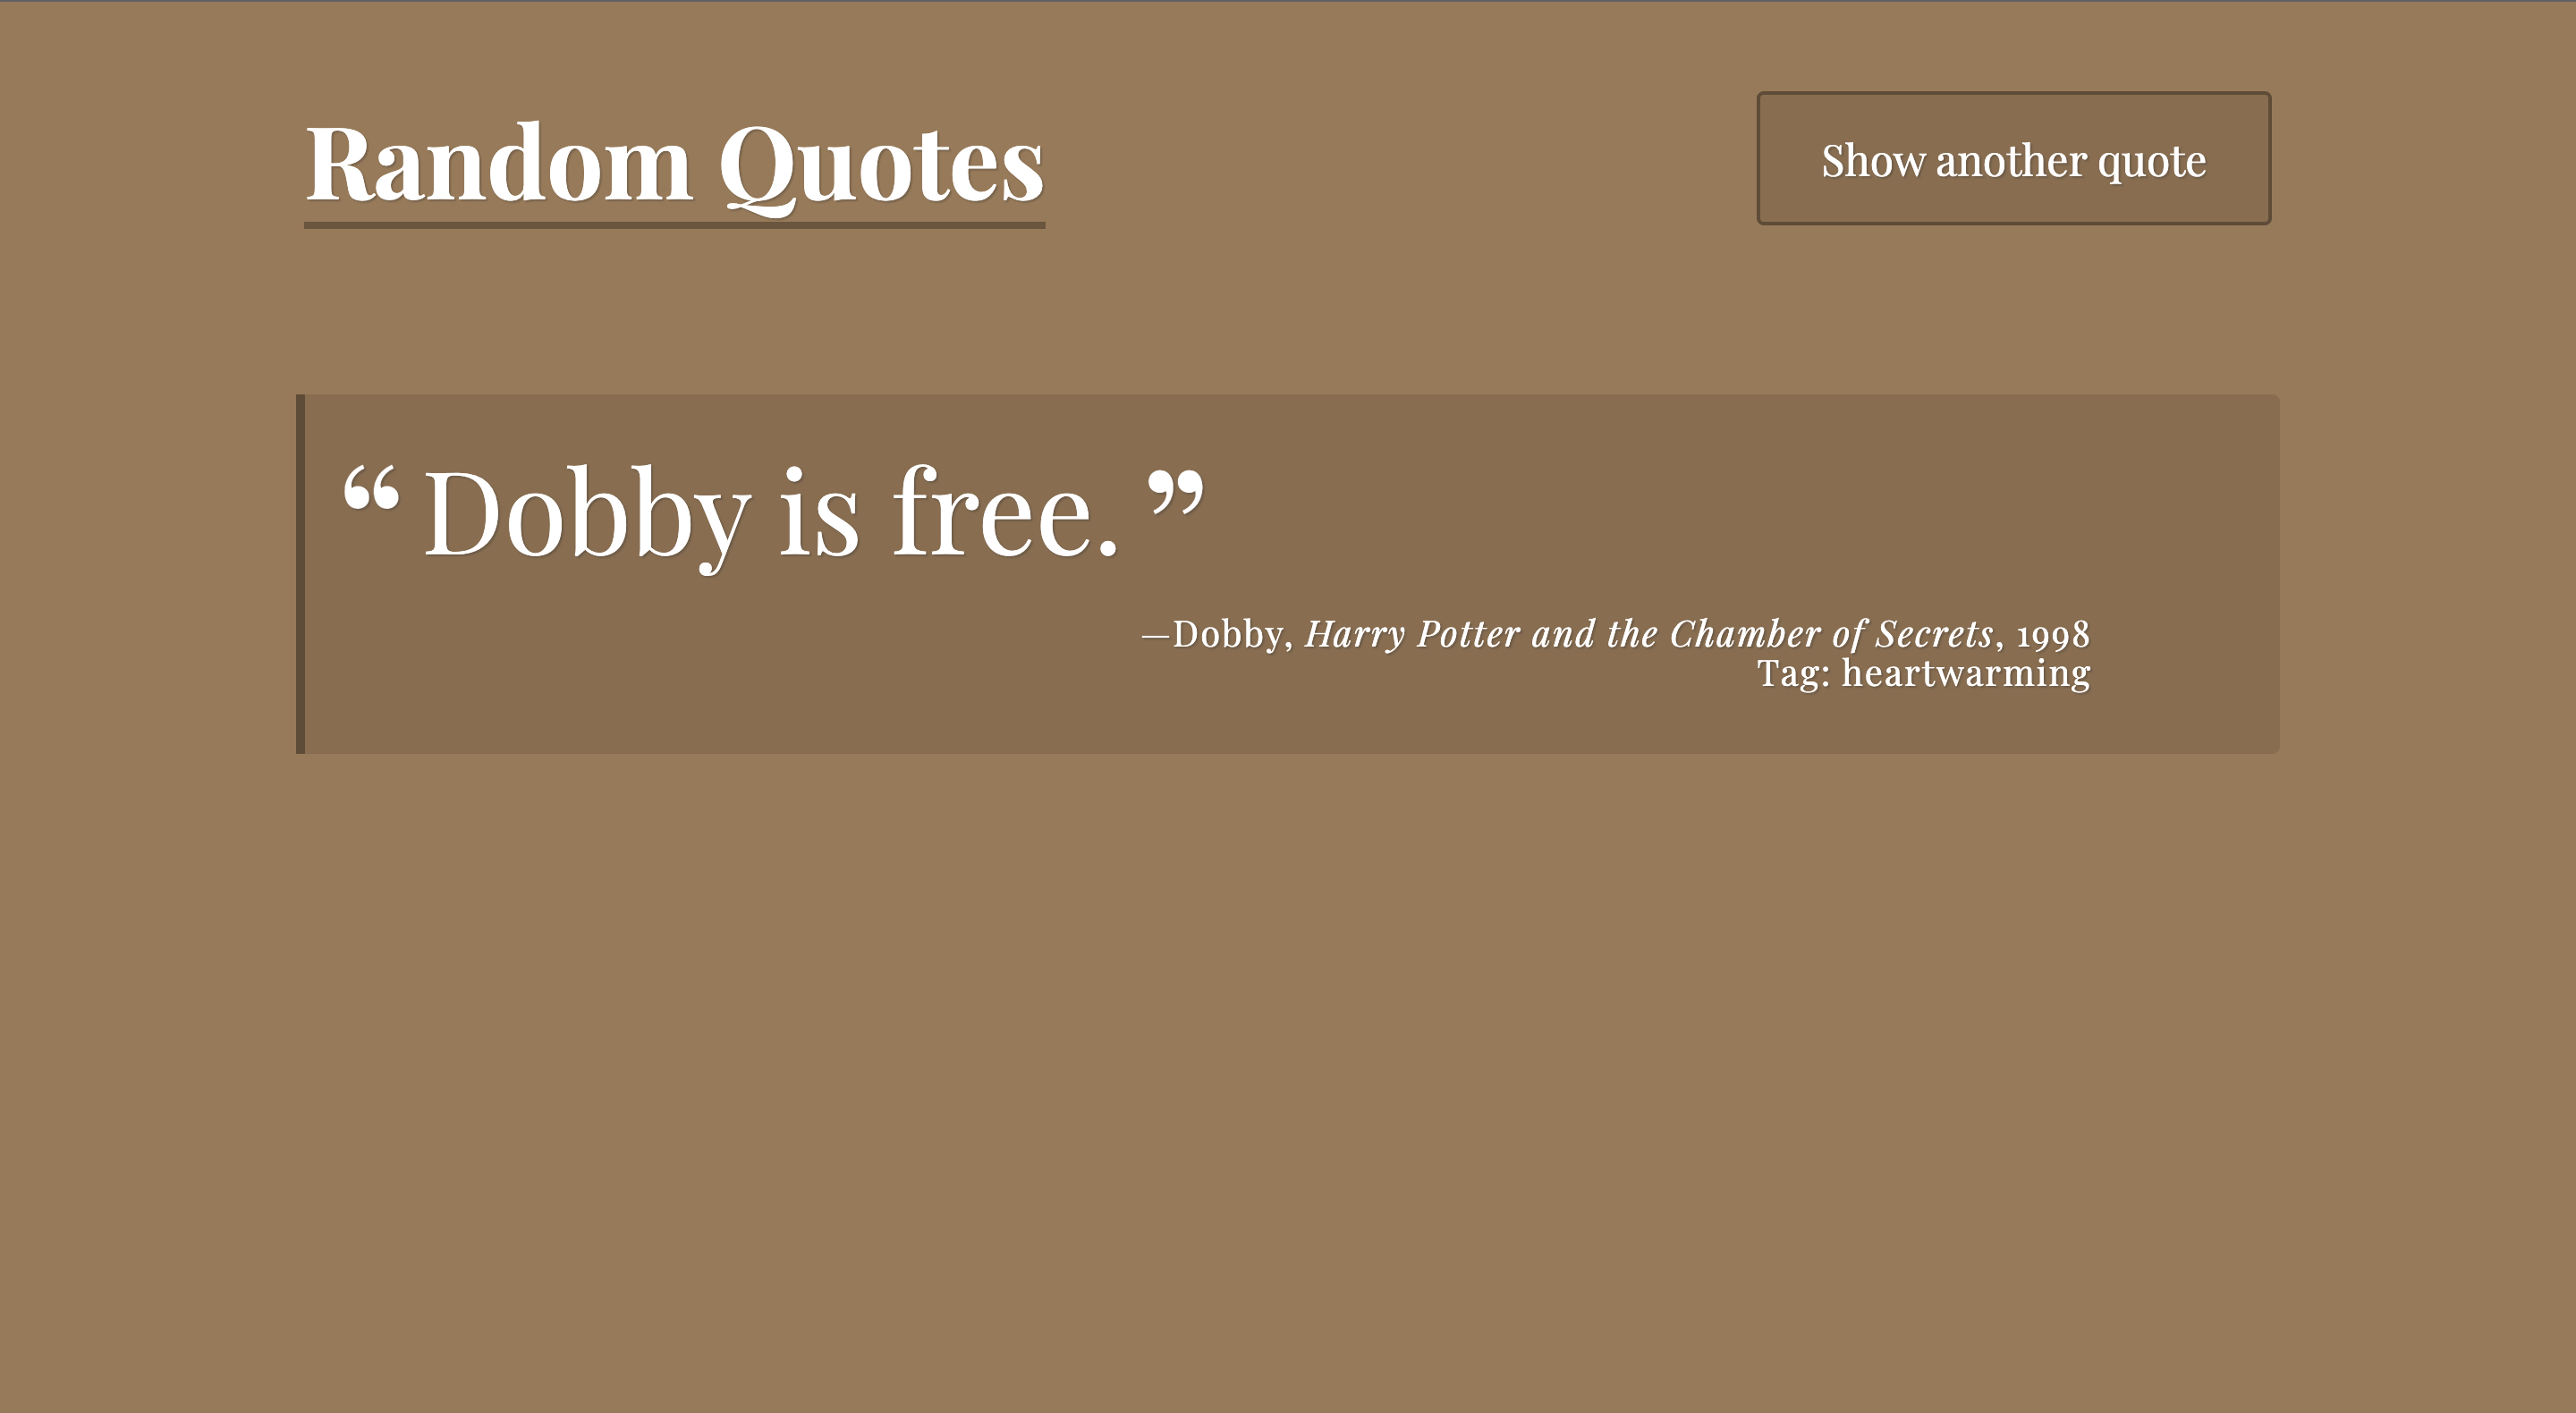 Random Quotes
Show another quote
“ Dobby is free. ”
—Dobby, Harry Potter and the Chamber of Secrets, 1998
Tag: heartwarming